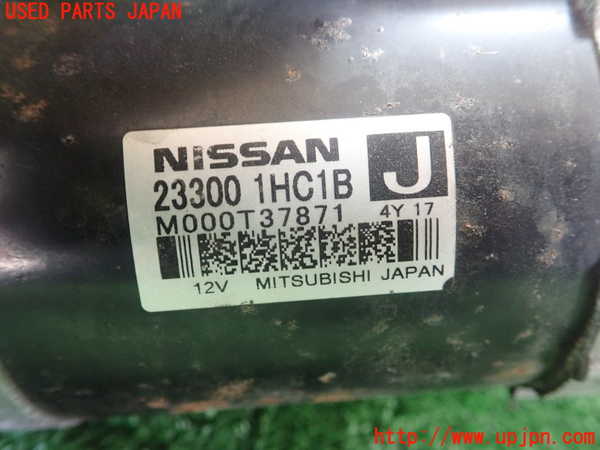 USED PARTS JAPAN
NISSAN
23300 1HC1B J
M000T37871 4Y 17
12V MITSUBISHI JAPAN
http://www.upjpn.com/